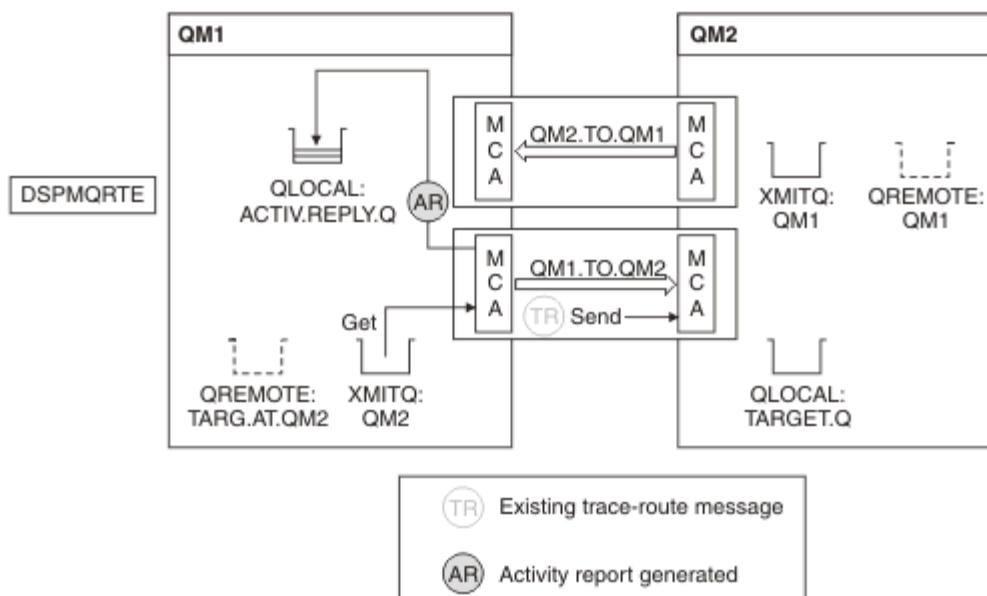 QM1
QM2
DSPMQRTE
QLOCAL:
ACTIV.REPLY.Q
AR
M
C
A
QM2.TO.QM1
M
C
A
XMITQ:
QM1
QREMOTE:
QM1
M
C
A
QM1.TO.QM2
TR
Send
M
C
A
Get
QREMOTE:
TARG.AT.QM2
XMITQ:
QM2
QLOCAL:
TARGET.Q
TR Existing trace-route message
AR Activity report generated